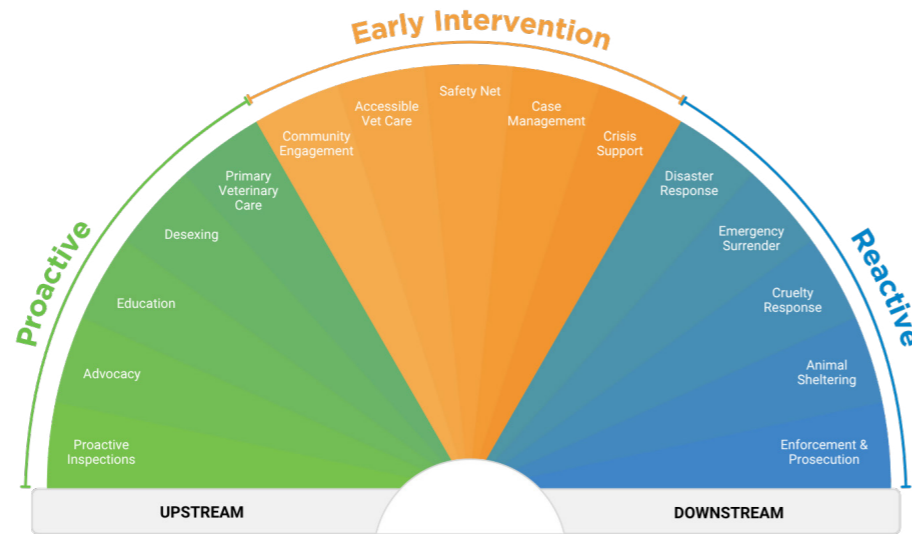 Early Intervention
Proactive
Reactive
Safety Net
Accessible
Vet Care
Case
Management
Community
Engagement
Crisis
Support
Primary
Veterinary
Care
Disaster
Response
Desexing
Emergency
Surrender
Education
Cruelty
Response
Advocacy
Animal
Sheltering
Proactive
Inspections
Enforcement &
Prosecution
UPSTREAM
DOWNSTREAM